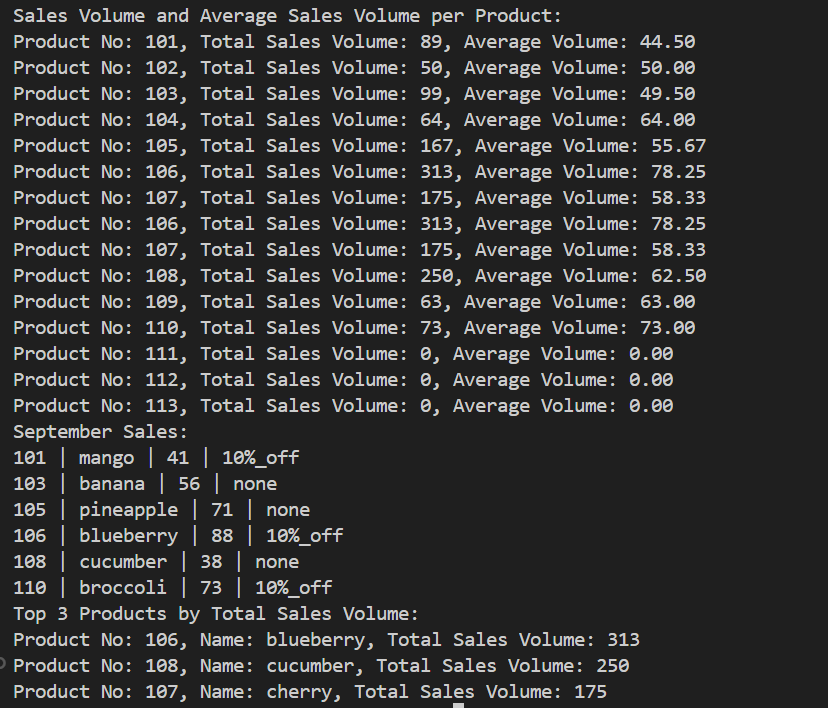 Sales Volume and Average Sales Volume per Product:
Product No: 101, Total Sales Volume: 89, Average Volume: 44.50
Product No: 102, Total Sales Volume: 50, Average Volume: 50.00
Product No: 103, Total Sales Volume: 99, Average Volume: 49.50
Product No: 104, Total Sales Volume: 64, Average Volume: 64.00
Product No: 105, Total Sales Volume: 167, Average Volume: 55.67
Product No: 106, Total Sales Volume: 313, Average Volume: 78.25
Product No: 107, Total Sales Volume: 175, Average Volume: 58.33
Product No: 106, Total Sales Volume: 313, Average Volume: 78.25
Product No: 107, Total Sales Volume: 175, Average Volume: 58.33
Product No: 108, Total Sales Volume: 250, Average Volume: 62.50
Product No: 109, Total Sales Volume: 63, Average Volume: 63.00
Product No: 110, Total Sales Volume: 73, Average Volume: 73.00
Product No: 111, Total Sales Volume: 0, Average Volume: 0.00
Product No: 112, Total Sales Volume: 0, Average Volume: 0.00
Product No: 113, Total Sales Volume: 0, Average Volume: 0.00
September Sales:
101 | mango | 41 | 10%_off
103 | banana | 56 | none
105 | pineapple | 71 | none
106 | blueberry | 88 | 10%_off
108 | cucumber | 38 | none
110 | broccoli | 73 | 10%_off
Top 3 Products by Total Sales Volume:
Product No: 106, Name: blueberry, Total Sales Volume: 313
Product No: 108, Name: cucumber, Total Sales Volume: 250
Product No: 107, Name: cherry, Total Sales Volume: 175